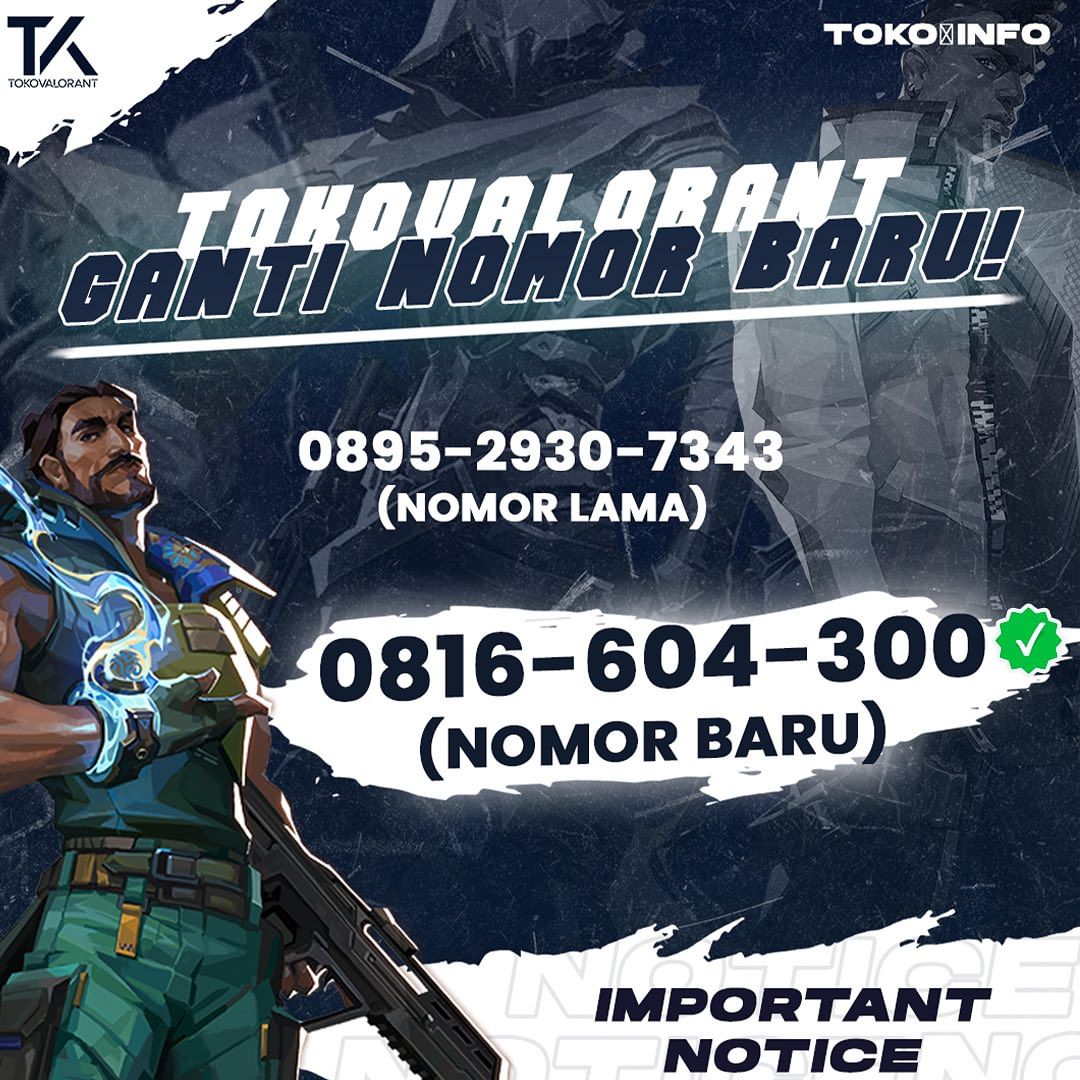 TK
TOKOVALORANT
TOKO INFO
TOKOVALORANT
GANTI NOMOR BARU!
0895-2930-7343
(NOMOR LAMA)
0816-604-300
(NOMOR BARU)
NOTICE
IMPORTANT
NOTICE